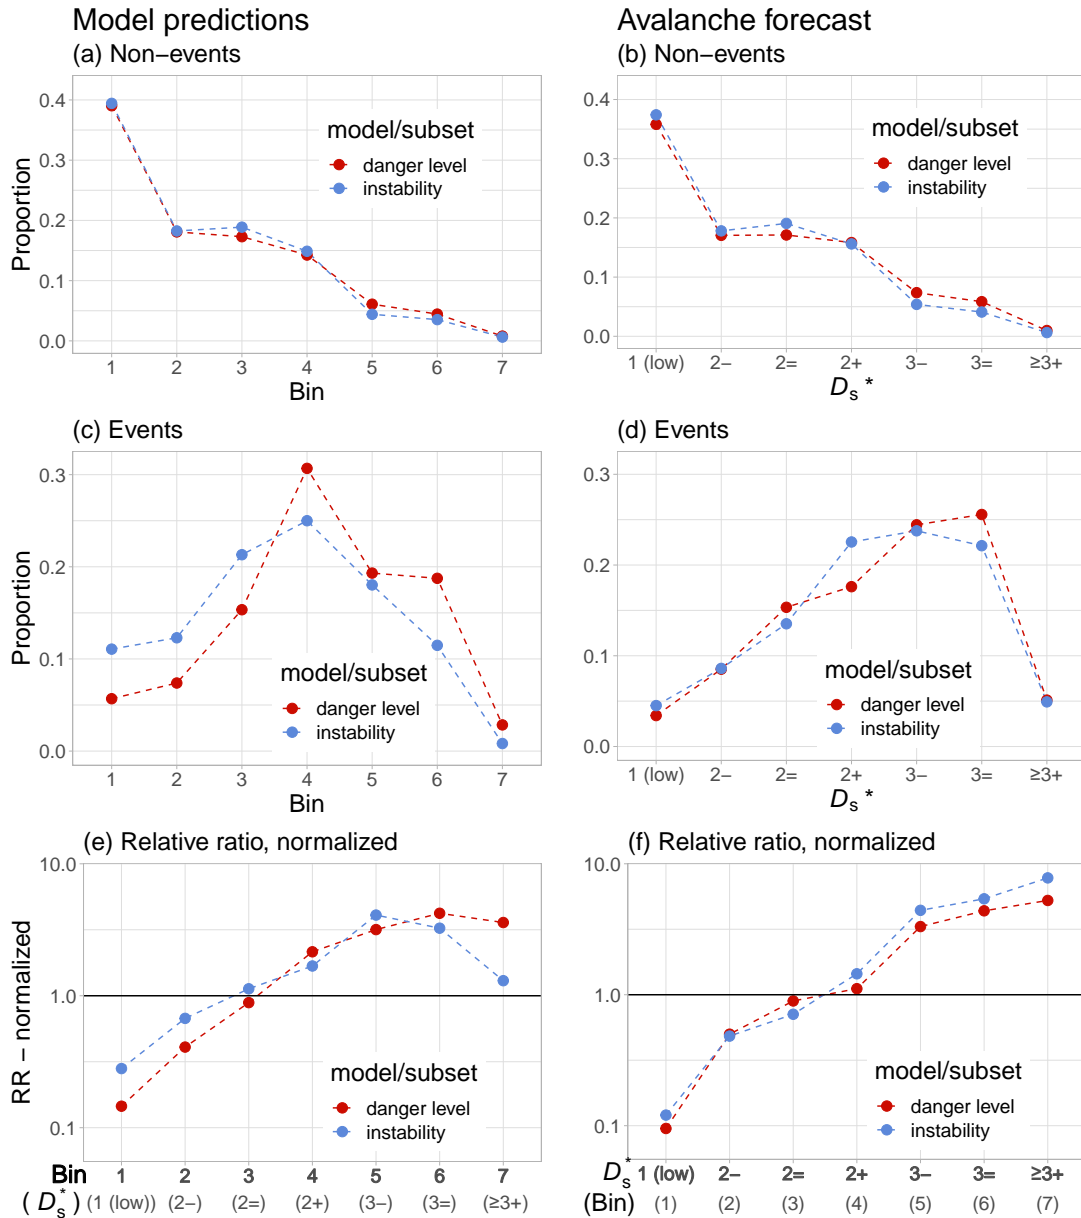 Model predictions
Avalanche forecast
(a) Non−events
(b) Non−events
Proportion
0.4
0.3
0.2
0.1
0.0
model/subset
danger level
instability
1 2 3 4 5 6 7
Bin
0.4
0.3
0.2
0.1
0.0
model/subset
danger level
instability
1 (low) 2− 2= 2+ 3− 3= ≥3+
Ds *
(c) Events
(d) Events
Proportion
0.3
0.2
0.1
0.0
model/subset
danger level
instability
1 2 3 4 5 6 7
Bin
0.3
0.2
0.1
0.0
model/subset
danger level
instability
1 (low) 2− 2= 2+ 3− 3= ≥3+
Ds *
(e) Relative ratio, normalized
(f) Relative ratio, normalized
RR − normalized
10.0
1.0
0.1
model/subset
danger level
instability
Bin 1 2 3 4 5 6 7
( Ds* ) (1 (low)) (2−) (2=) (2+) (3−) (3=) (≥3+)
10.0
1.0
0.1
model/subset
danger level
instability
Ds* 1 (low) 2− 2= 2+ 3− 3= ≥3+
(Bin) (1) (2) (3) (4) (5) (6) (7)